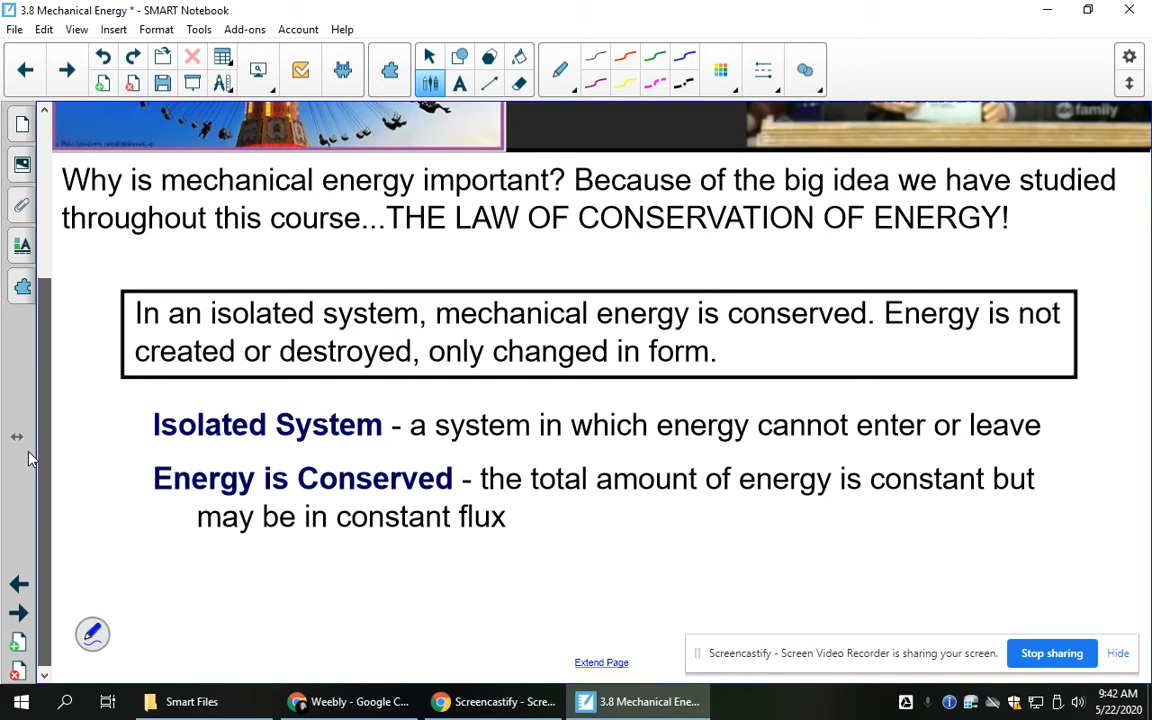 3.8 Mechanical Energy * - SMART Notebook
File Edit View Insert Format Tools Add-ons Account Help
family
Why is mechanical energy important? Because of the big idea we have studied
throughout this course...THE LAW OF CONSERVATION OF ENERGY!
In an isolated system, mechanical energy is conserved. Energy is not
created or destroyed, only changed in form.
Isolated System - a system in which energy cannot enter or leave
Energy is Conserved - the total amount of energy is constant but
may be in constant flux
Screencastify - Screen Video Recorder is sharing your screen. Stop sharing Hide
Extend Page
Smart Files Weebly - Google C... Screencastify - Scre... 3.8 Mechanical Ene...
9:42 AM
5/22/2020